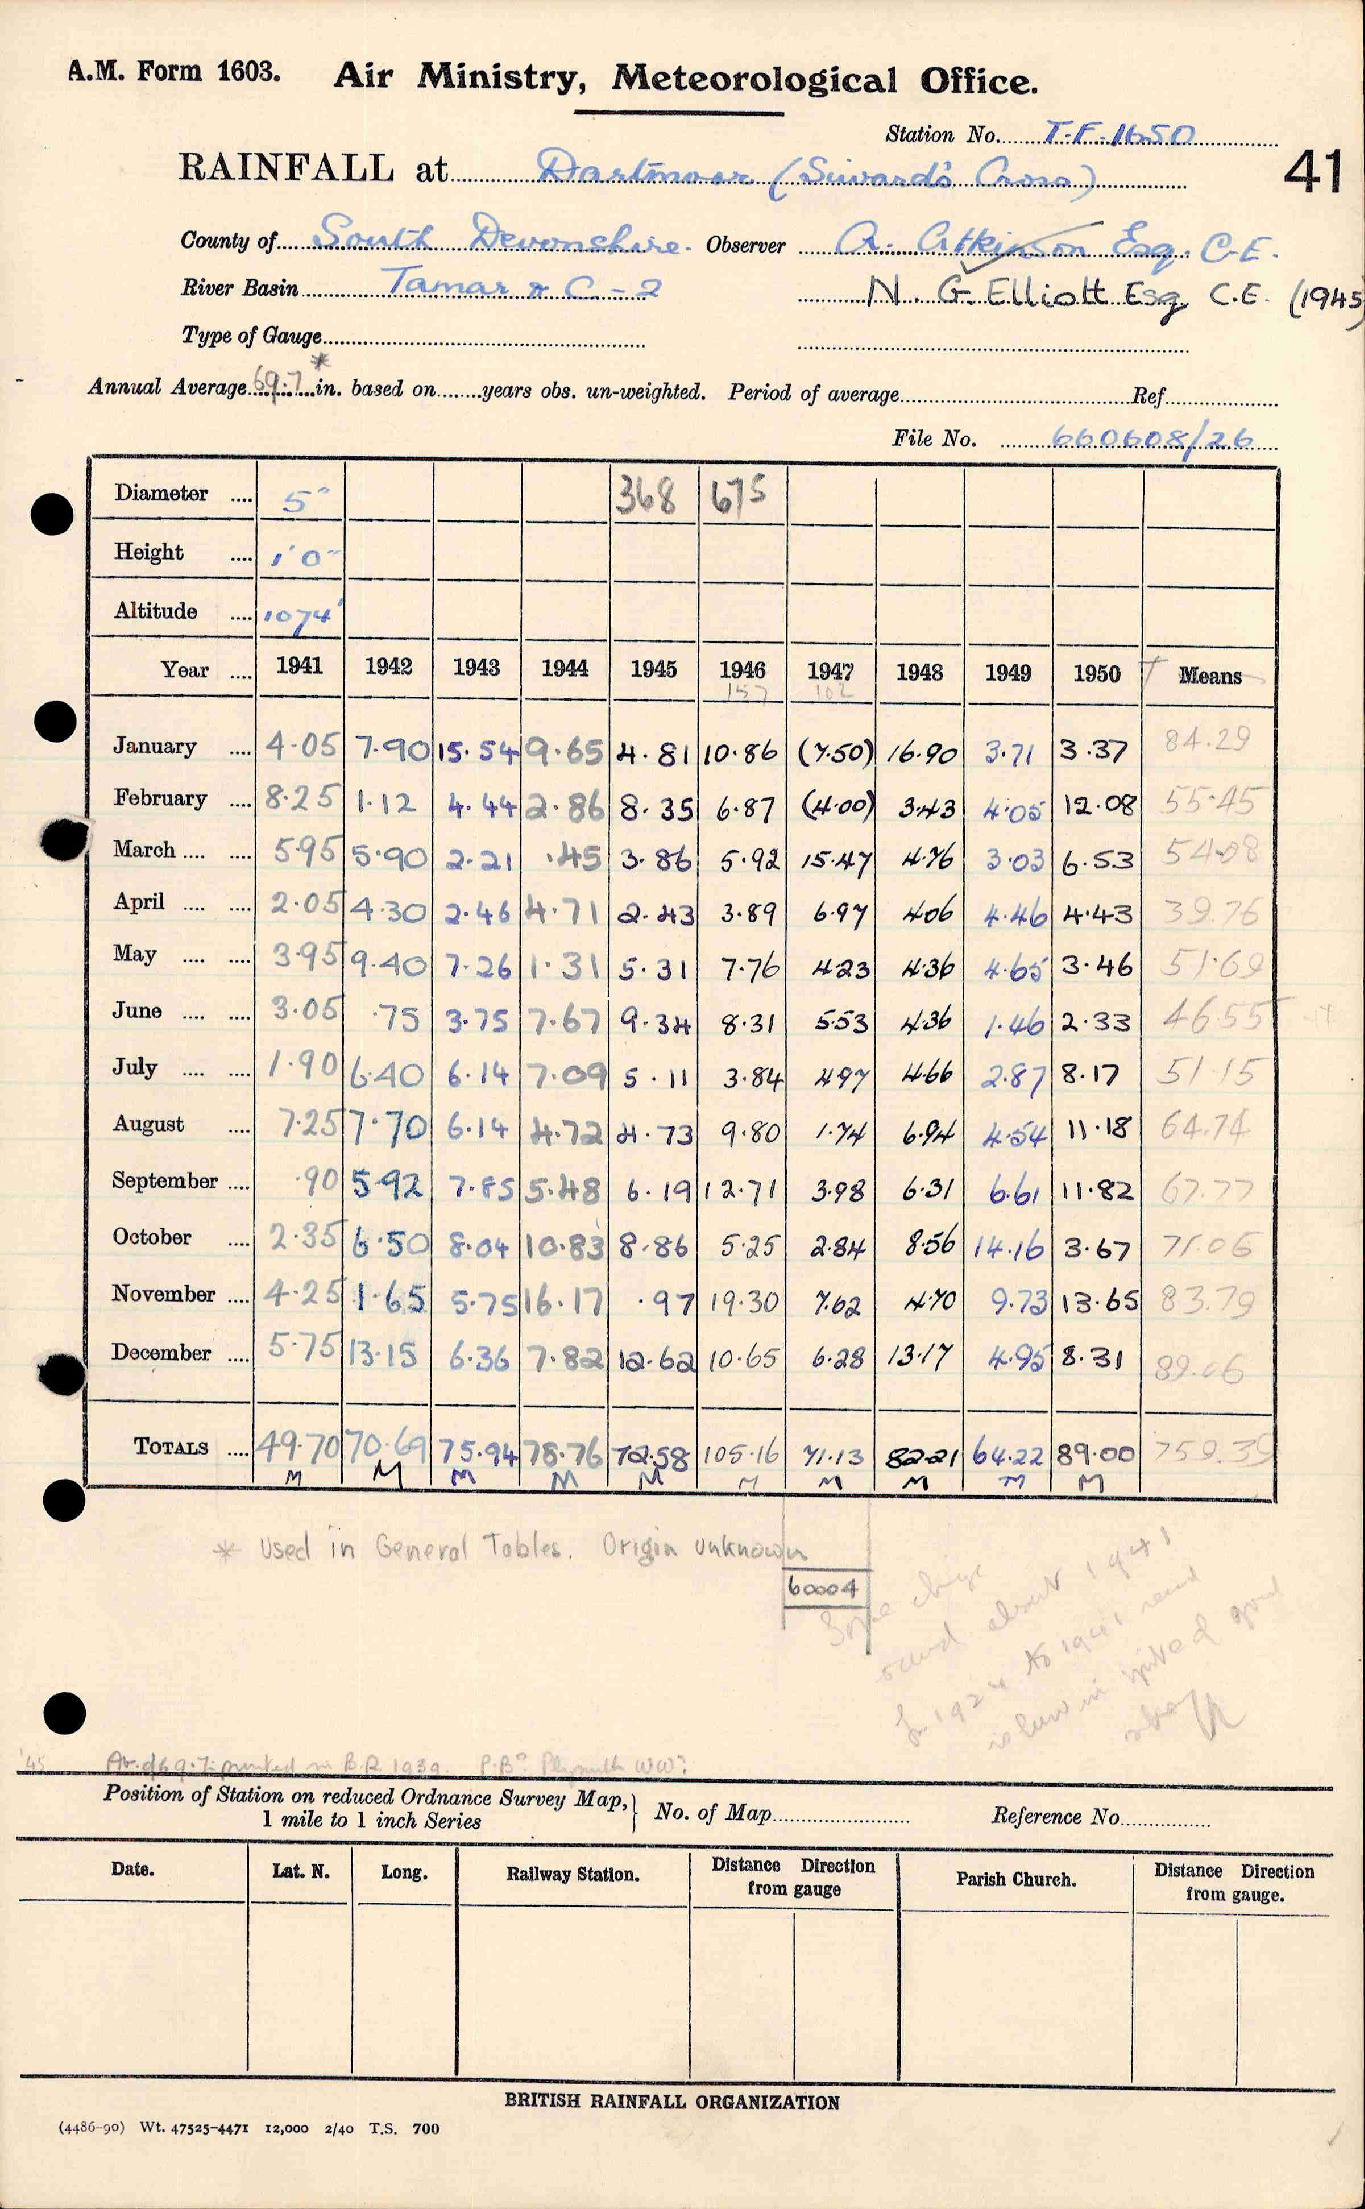 A.M. Form 1603. Air Ministry, Meteorological Office.
Station No. T.F. 1650
41
RAINFALL at Dartmoor (Siward's Cross)
County of South Devonshire. Observer A. Atkinson Esq. C.E.
River Basin Tamar & C - 2 N. G. Elliott Esq C.E. (1945)
Type of Gauge
Annual Average 69.7* in. based on years obs. un-weighted. Period of average Ref
File No. 660608/26
Diameter .... 5" 368 675
Height .... 1'0"
Altitude .... 1074'
Year .... 1941 1942 1943 1944 1945 1946 1947 1948 1949 1950 T Means
157 102
January .... 4.05 7.90 15.54 9.65 4.81 10.86 (7.50) 16.90 3.71 3.37 84.29
February .... 8.25 1.12 4.44 2.86 8.35 6.87 (4.00) 3.43 4.05 12.08 55.45
March .... .... 5.95 5.90 2.21 .45 3.86 5.92 15.47 4.76 3.03 6.53 54.08
April .... .... 2.05 4.30 2.46 4.71 2.43 3.89 6.97 4.06 4.46 4.43 39.76
May .... .... 3.95 9.40 7.26 1.31 5.31 7.76 4.23 4.36 4.65 3.46 51.69
June .... .... 3.05 .75 3.75 7.67 9.34 8.31 5.53 4.36 1.46 2.33 46.55
July .... .... 1.90 6.40 6.14 7.09 5.11 3.84 4.97 4.66 2.87 8.17 51.15
August .... 7.25 7.70 6.14 4.72 4.73 9.80 1.74 6.94 4.54 11.18 64.74
September .... .90 5.92 7.85 5.48 6.19 12.71 3.98 6.31 6.61 11.82 67.77
October .... 2.35 6.50 8.04 10.83 8.86 5.25 2.84 8.56 14.16 3.67 71.06
November .... 4.25 1.65 5.75 16.17 .97 19.30 7.62 4.70 9.73 13.65 83.79
December .... 5.75 13.15 6.36 7.82 12.62 10.65 6.28 13.17 4.95 8.31 89.06
TOTALS .... 49.70 70.69 75.94 78.76 72.58 105.16 71.13 82.21 64.22 89.00 759.39
M M M M M M M M M M
* Used in General Tables. Origin unknown
60004
Some change
about 1941
In 1924 to 1941
is low in spite of good
'45 Av. of 69.7 printed in B.R. 1939. Plymouth WW?
Position of Station on reduced Ordnance Survey Map, 1 mile to 1 inch Series } No. of Map Reference No
Date. Lat. N. Long. Railway Station. Distance Direction from gauge Parish Church. Distance Direction from gauge.
BRITISH RAINFALL ORGANIZATION
(4486-90) Wt. 47525-4471 12,000 2/40 T.S. 700